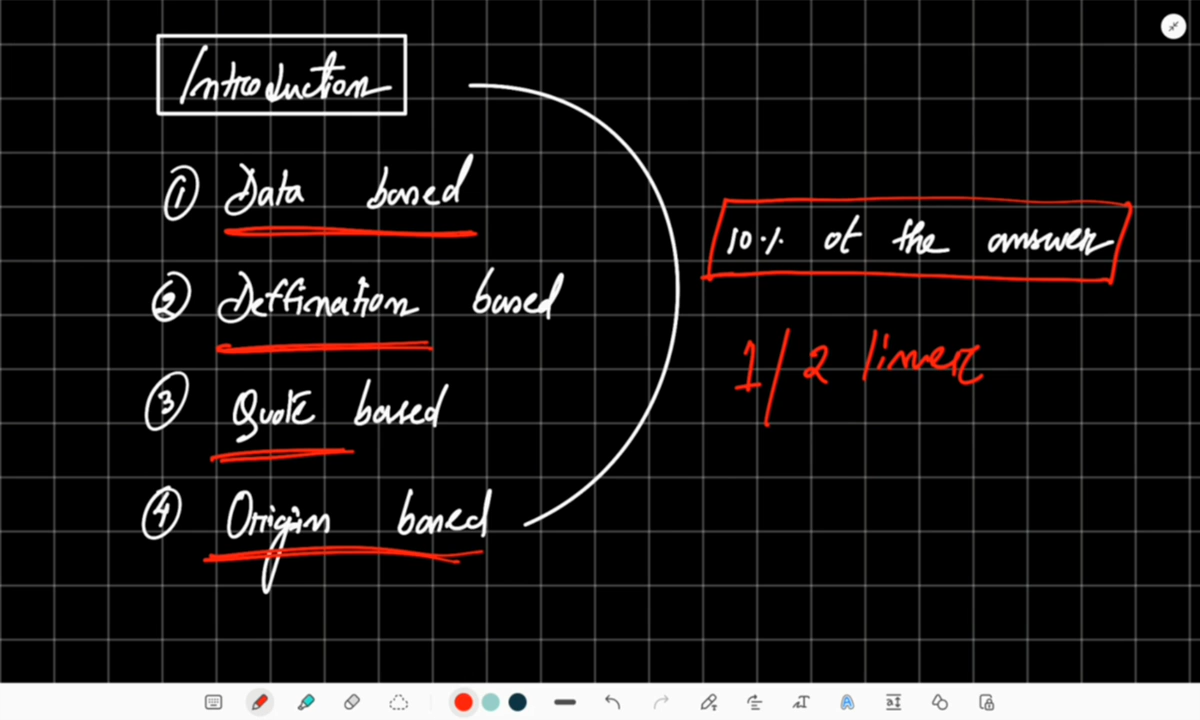 Introduction
① Data based
② Deffination based
③ Quote based
④ Origin based
10% of the answer
1/2 liner